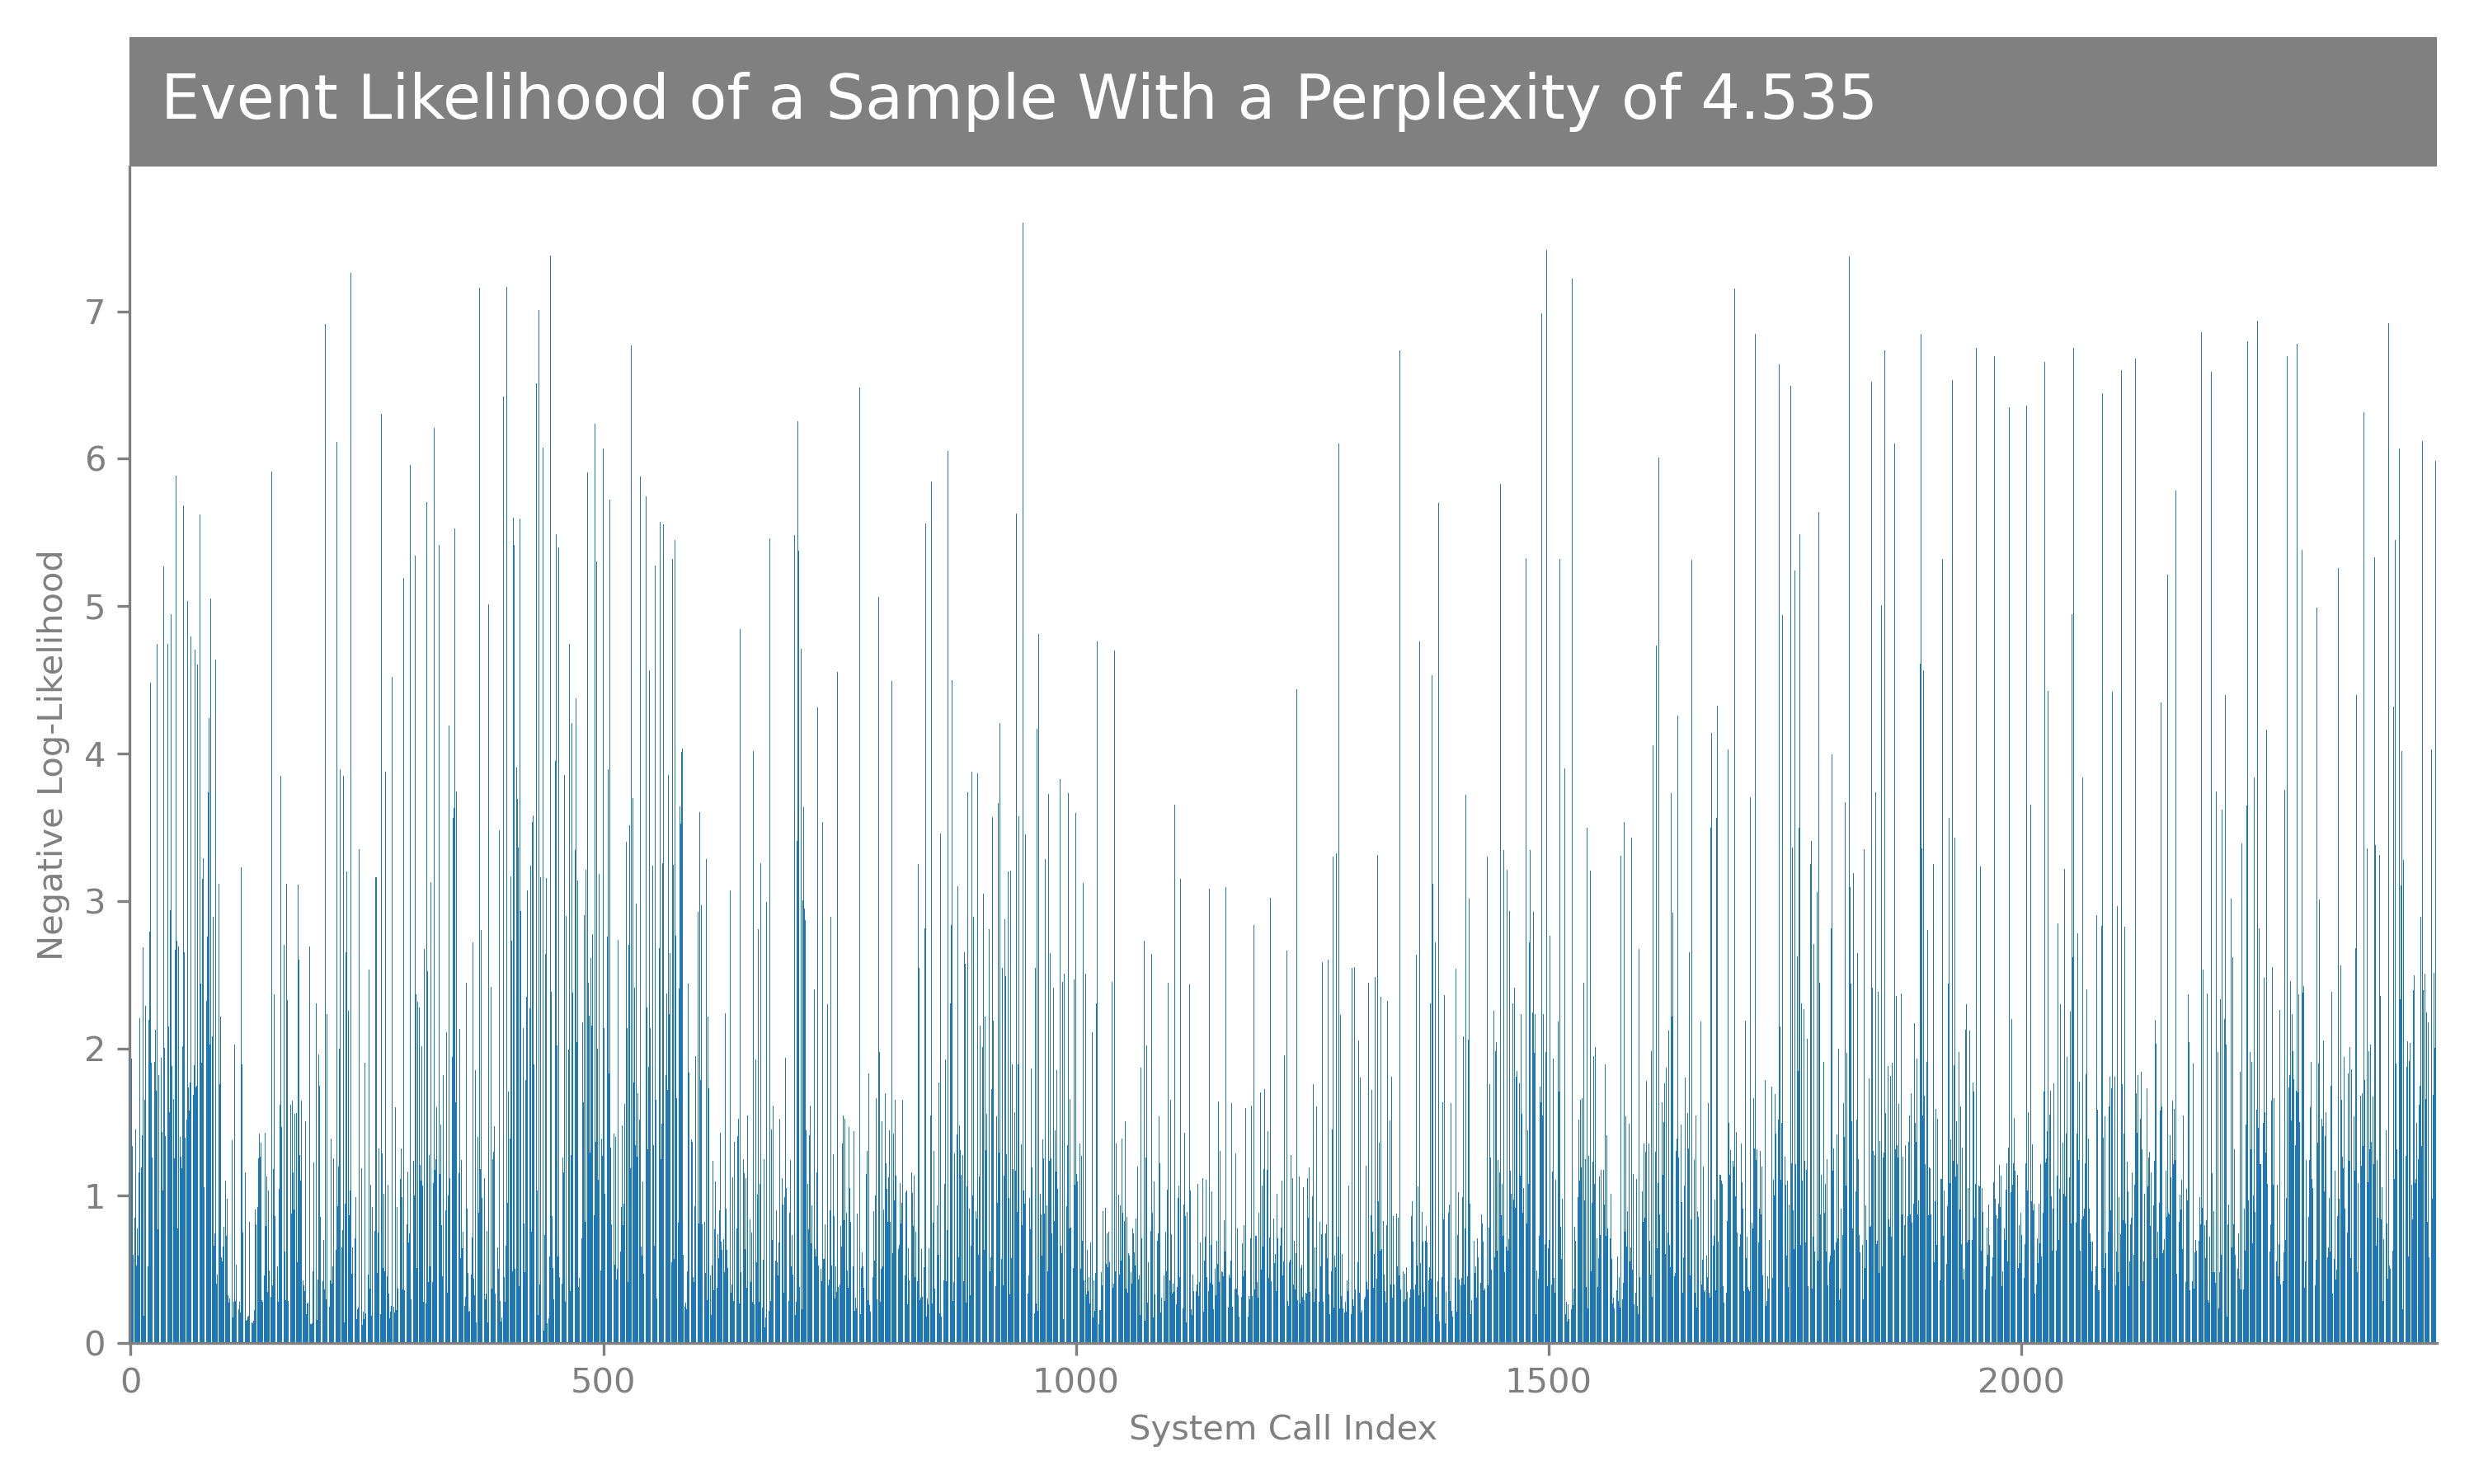 Event Likelihood of a Sample With a Perplexity of 4.535
Negative Log-Likelihood
7
6
5
4
3
2
1
0
0 500 1000 1500 2000
System Call Index